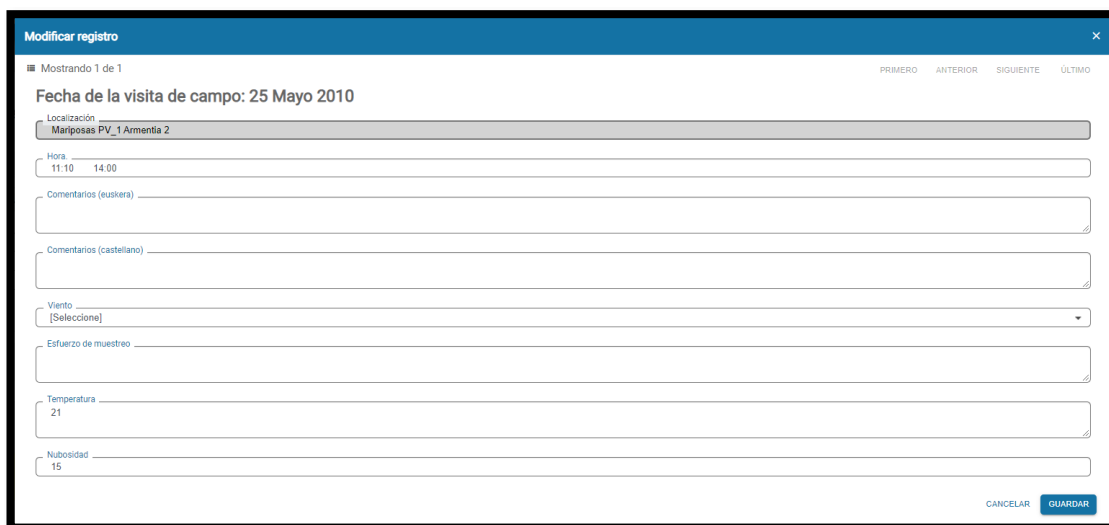 Modificar registro ×
Mostrando 1 de 1 PRIMERO ANTERIOR SIGUIENTE ÚLTIMO
Fecha de la visita de campo: 25 Mayo 2010
Localización
Mariposas PV_1 Armentia 2
Hora.
11:10 14:00
Comentarios (euskera)
Comentarios (castellano)
Viento
[Seleccione]
Esfuerzo de muestreo
Temperatura
21
Nubosidad
15
CANCELAR GUARDAR